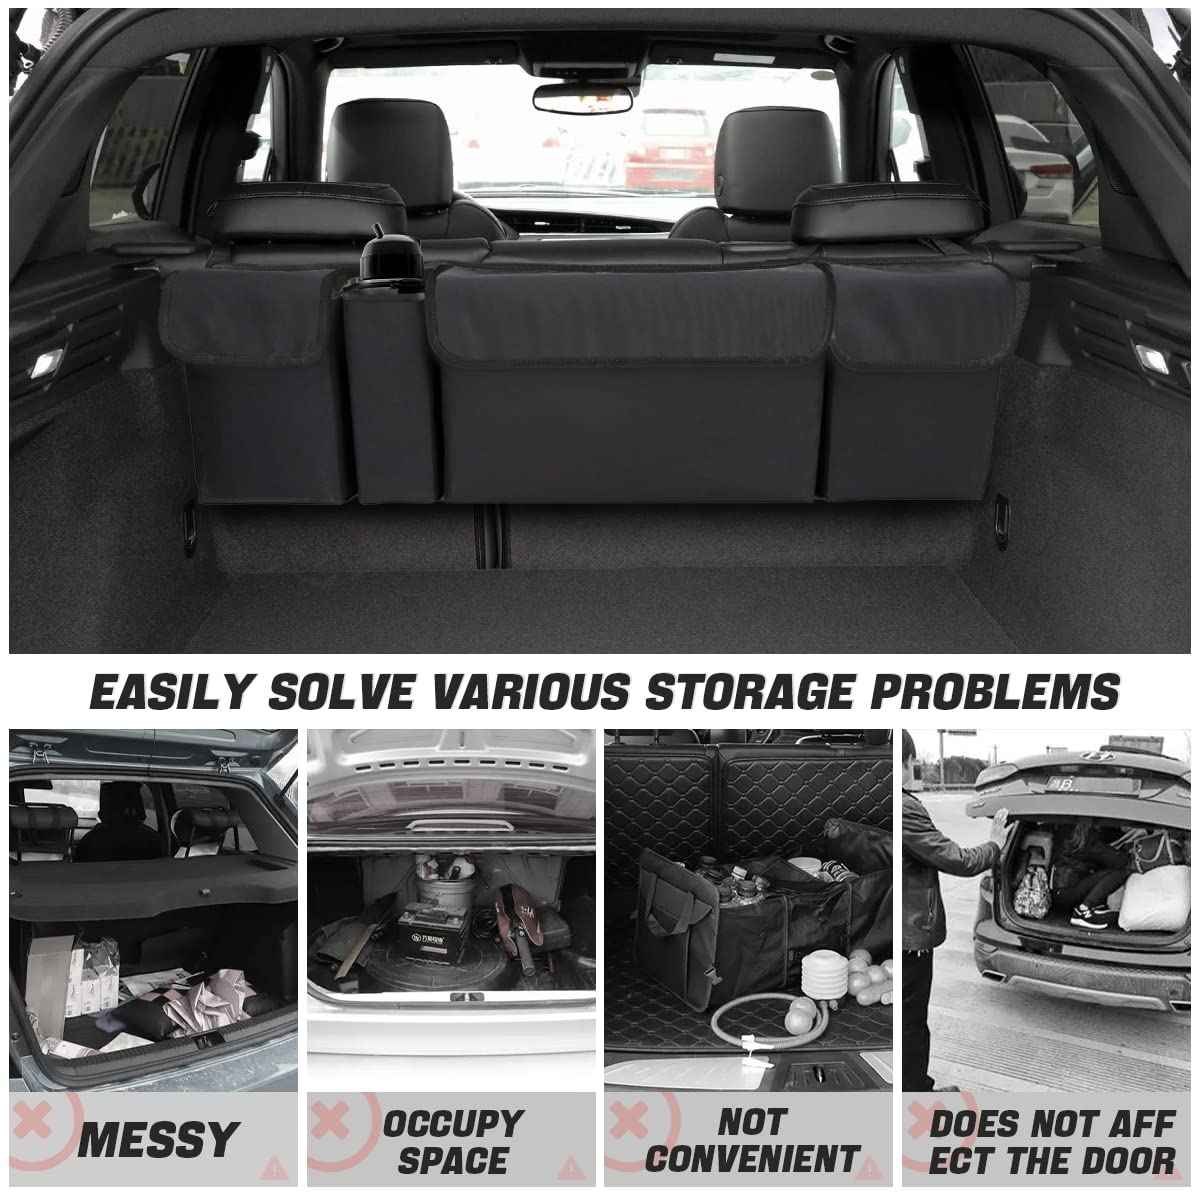 EASILY SOLVE VARIOUS STORAGE PROBLEMS
MESSY
OCCUPY
SPACE
NOT
CONVENIENT
DOES NOT AFF
ECT THE DOOR